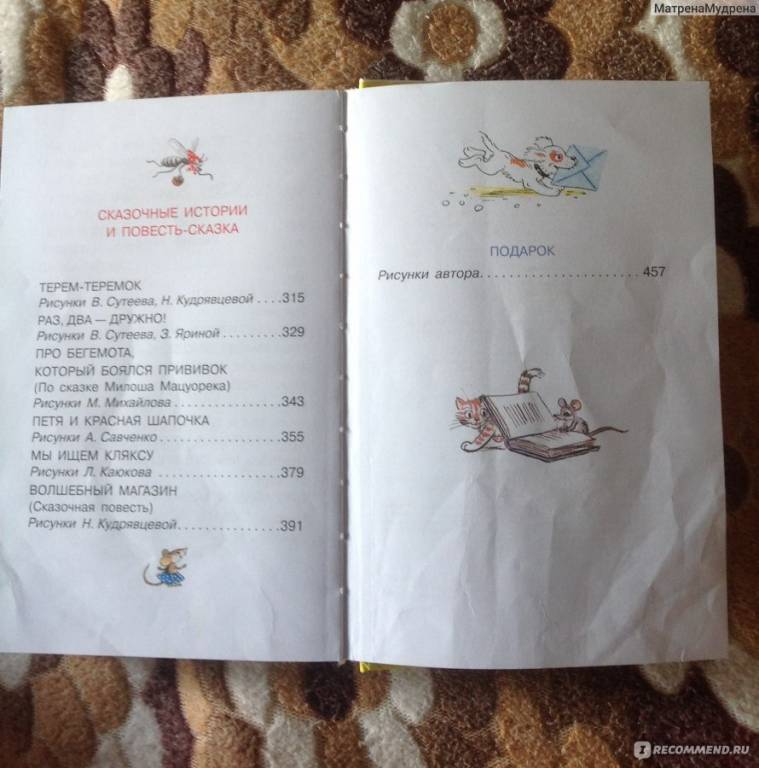 МатренаМудрена
СКАЗОЧНЫЕ ИСТОРИИ
И ПОВЕСТЬ-СКАЗКА
ТЕРЕМ-ТЕРЕМОК
Рисунки В. Сутеева, Н. Кудрявцевой ....315
РАЗ, ДВА — ДРУЖНО!
Рисунки В. Сутеева, З. Яриной.........329
ПРО БЕГЕМОТА,
КОТОРЫЙ БОЯЛСЯ ПРИВИВОК
(По сказке Милоша Мацоурека)
Рисунки М. Михайлова...............343
ПЕТЯ И КРАСНАЯ ШАПОЧКА
Рисунки А. Савченко.................355
МЫ ИЩЕМ КЛЯКСУ
Рисунки Л. Каюкова.................379
ВОЛШЕБНЫЙ МАГАЗИН
(Сказочная повесть)
Рисунки Н. Кудрявцевой..............391
ПОДАРОК
Рисунки автора.......................457
IRECOMMEND.RU